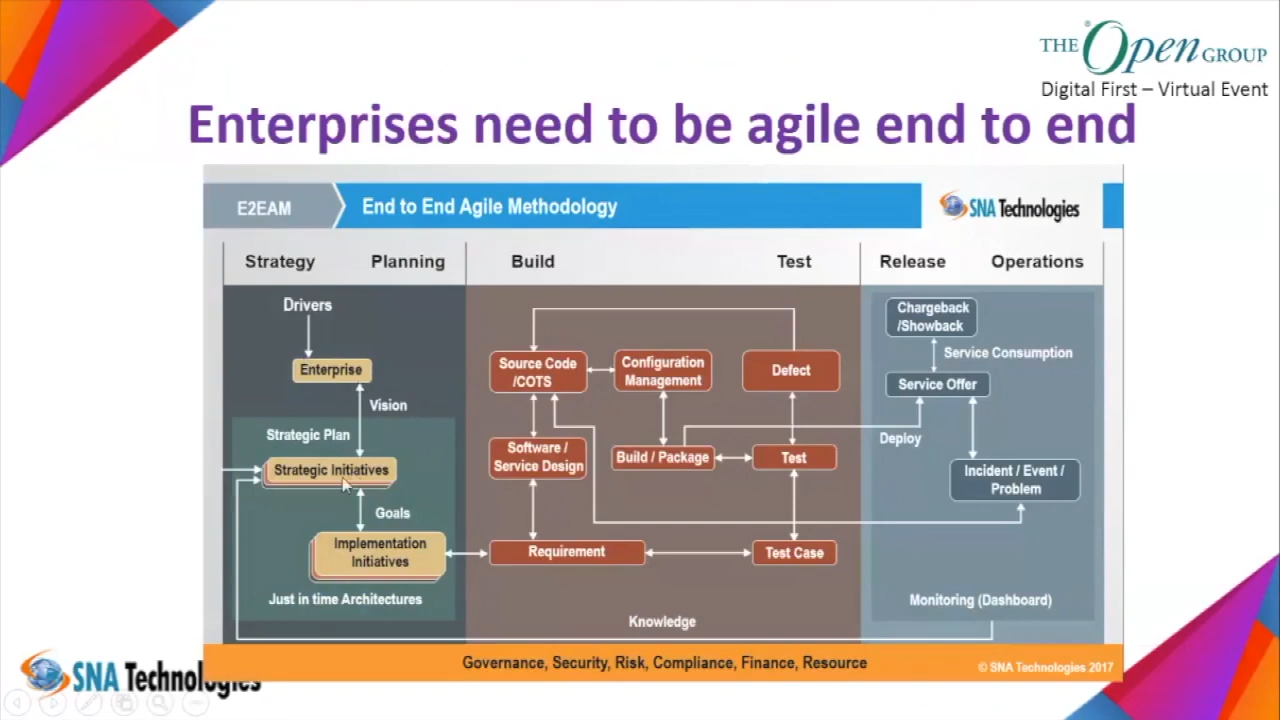 THE Open GROUP
®
Digital First – Virtual Event
Enterprises need to be agile end to end
E2EAM
End to End Agile Methodology
SNA Technologies
Strategy
Planning
Build
Test
Release
Operations
Drivers
Enterprise
Vision
Strategic Plan
Strategic Initiatives
Goals
Implementation
Initiatives
Just in time Architectures
Source Code
/COTS
Configuration
Management
Defect
Software /
Service Design
Build / Package
Test
Requirement
Test Case
Knowledge
Chargeback
/Showback
Service Consumption
Service Offer
Deploy
Incident / Event /
Problem
Monitoring (Dashboard)
Governance, Security, Risk, Compliance, Finance, Resource
© SNA Technologies 2017
SNA Technologies